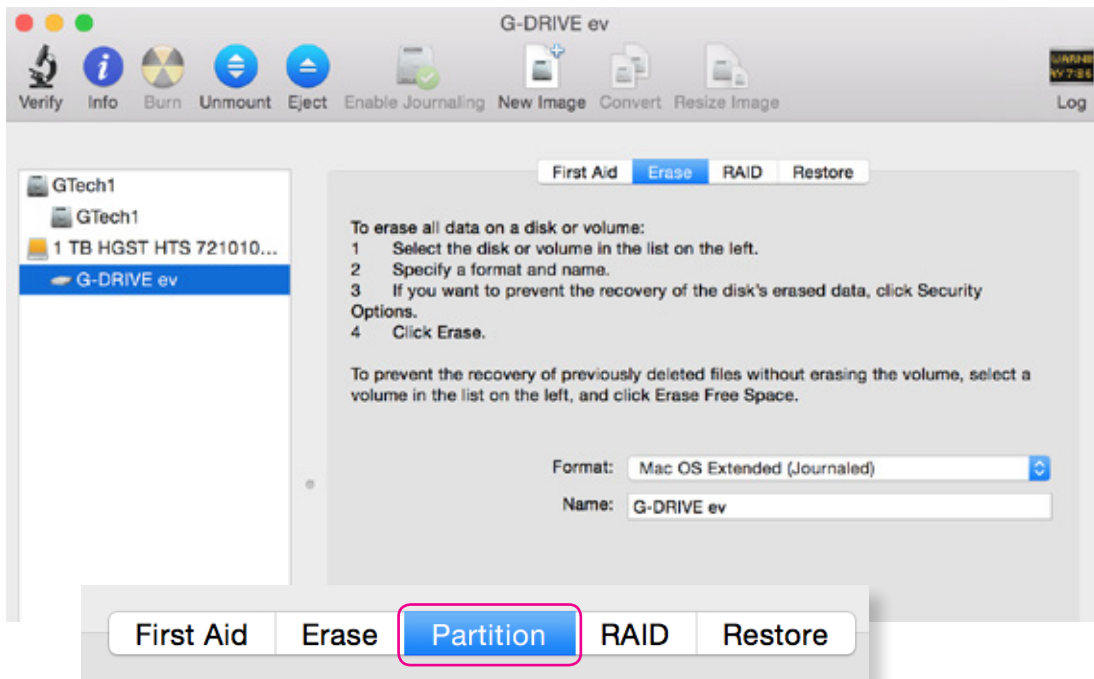 G-DRIVE ev
Verify Info Burn Unmount Eject Enable Journaling New Image Convert Resize Image Log
WARNIN
AY 7:86
First Aid Erase RAID Restore
GTech1
GTech1
1 TB HGST HTS 721010...
G-DRIVE ev
To erase all data on a disk or volume:
1 Select the disk or volume in the list on the left.
2 Specify a format and name.
3 If you want to prevent the recovery of the disk's erased data, click Security
Options.
4 Click Erase.
To prevent the recovery of previously deleted files without erasing the volume, select a
volume in the list on the left, and click Erase Free Space.
Format: Mac OS Extended (Journaled)
Name: G-DRIVE ev
First Aid Erase Partition RAID Restore